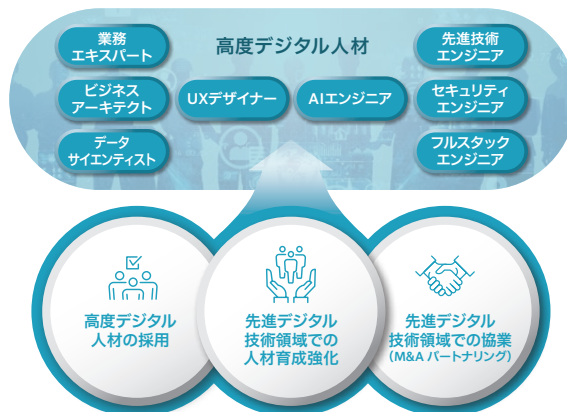 高度デジタル人材
業務
エキスパート
先進技術
エンジニア
ビジネス
アーキテクト
UXデザイナー
AIエンジニア
セキュリティ
エンジニア
データ
サイエンティスト
フルスタック
エンジニア
高度デジタル
人材の採用
先進デジタル
技術領域での
人材育成強化
先進デジタル
技術領域での協業
(M&A パートナリング)